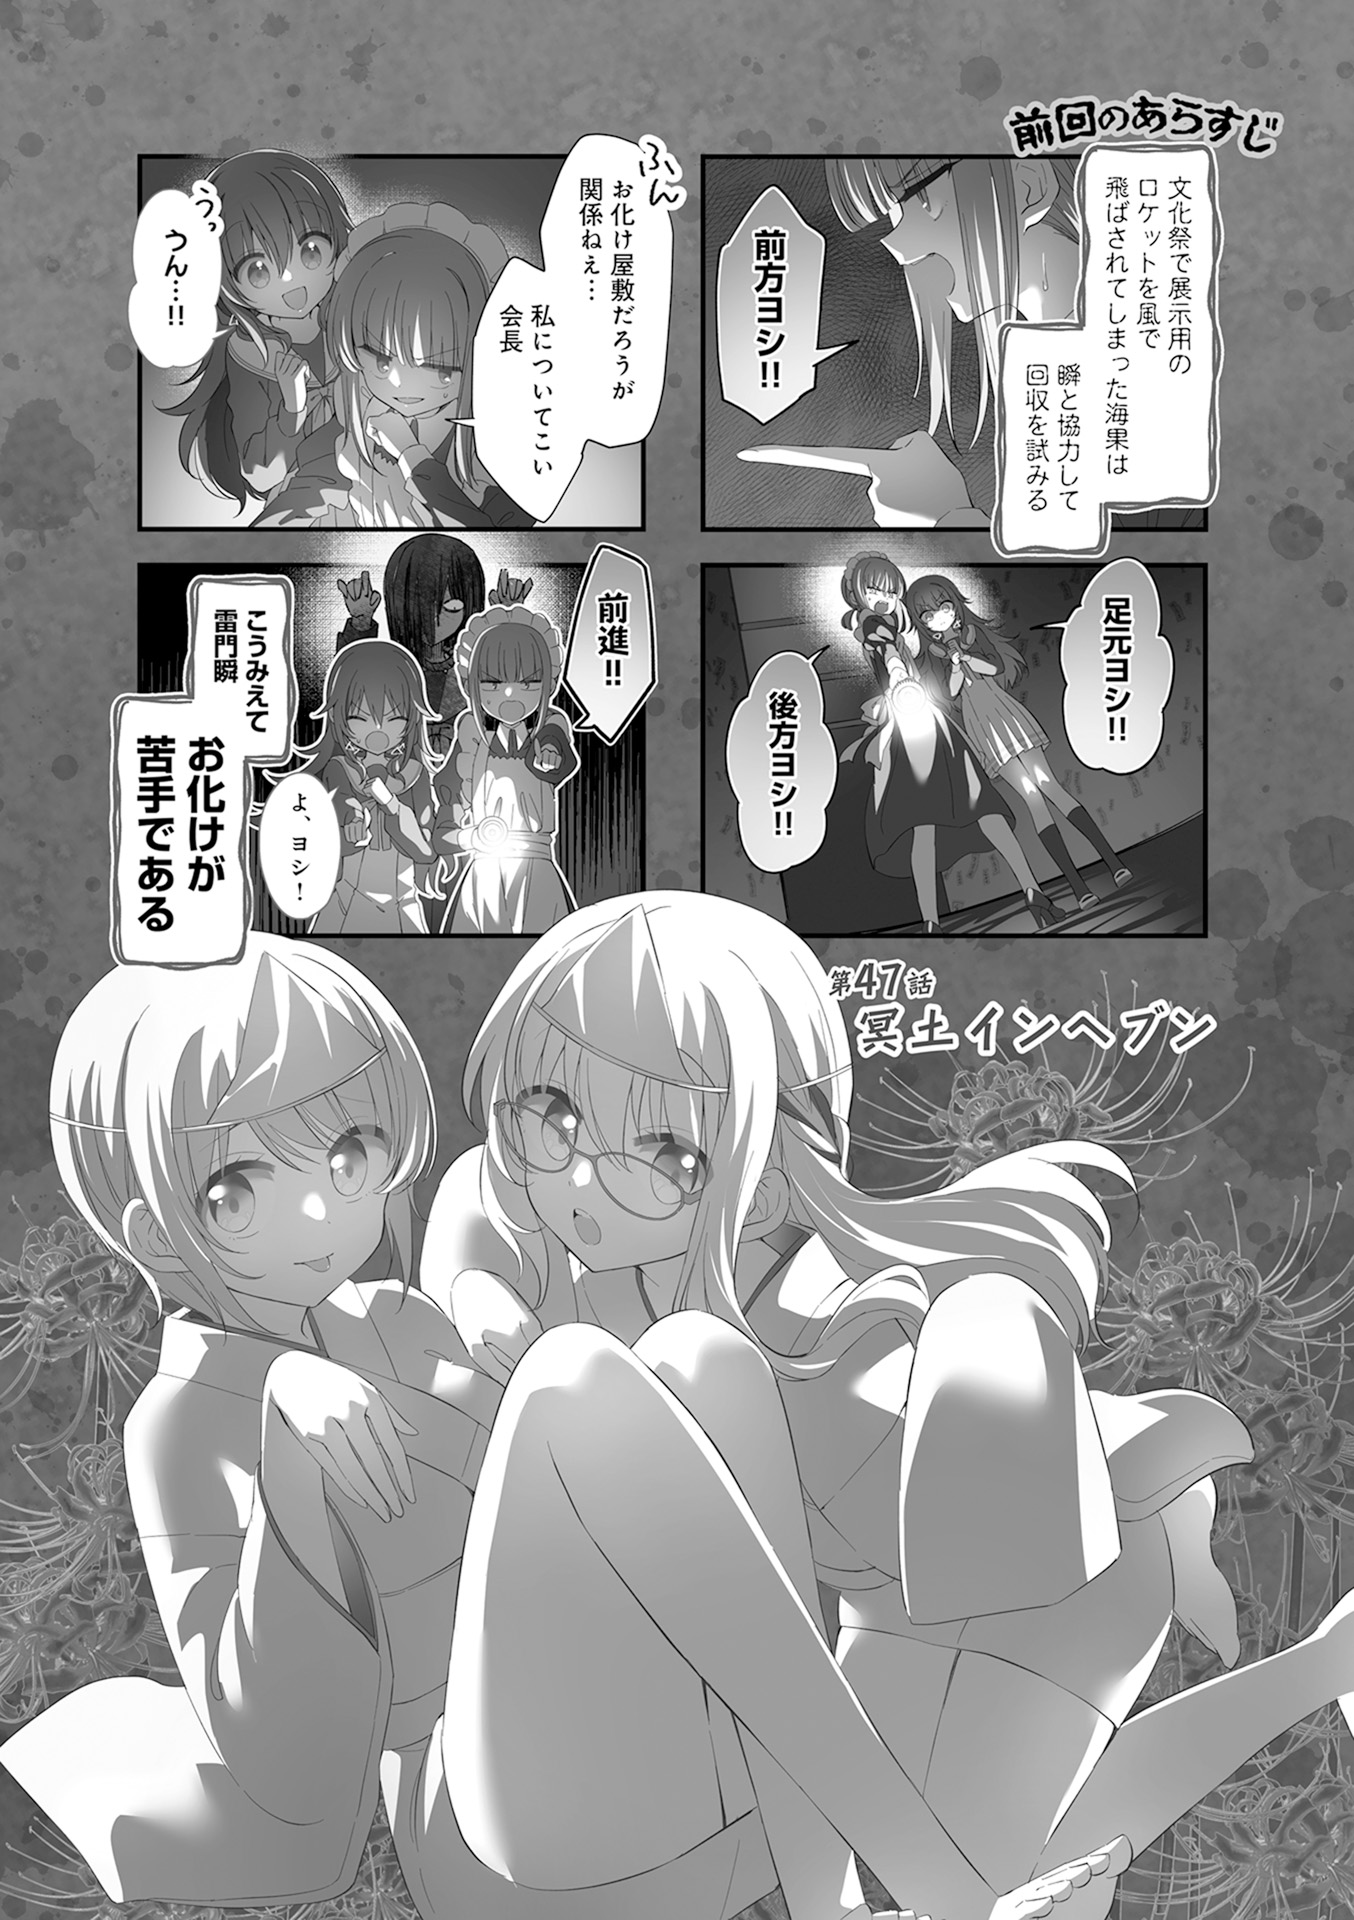 前回のあらすじ
文化祭で展示用の
ロケットを風で
飛ばされてしまった海果は
瞬と協力して
回収を試みる
前方ヨシ!!
足元ヨシ!!
後方ヨシ!!
ふん
お化け屋敷だろうが
関係ねぇ…
私についてこい
会長
うっ
うん…!!
前進!!
よ、ヨシ！
こうみえて
雷門瞬
お化けが
苦手である
第47話
冥土インヘブン